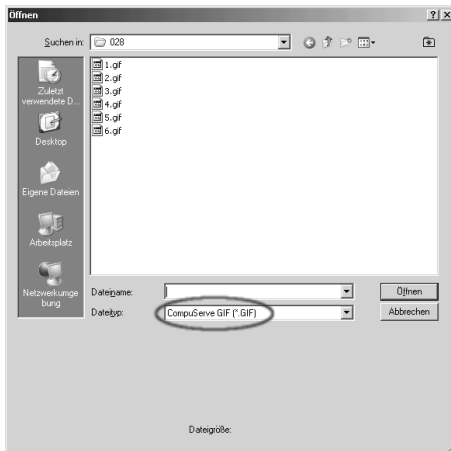 Öffnen
Suchen in: 028
1.gif
2.gif
3.gif
4.gif
5.gif
6.gif
Zuletzt
verwendete D...
Desktop
Eigene Dateien
Arbeitsplatz
Netzwerkumge
bung
Dateiname:
Öffnen
Dateityp: CompuServe GIF (*.GIF)
Abbrechen
Dateigröße: